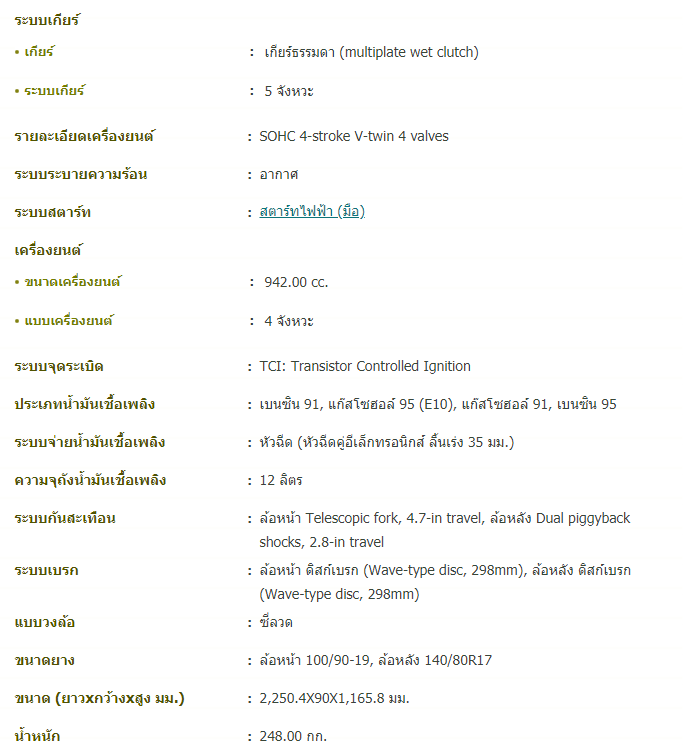 ระบบเกียร์
• เกียร์ : เกียร์ธรรมดา (multiplate wet clutch)
• ระบบเกียร์ : 5 จังหวะ
รายละเอียดเครื่องยนต์ : SOHC 4-stroke V-twin 4 valves
ระบบระบายความร้อน : อากาศ
ระบบสตาร์ท : สตาร์ทไฟฟ้า (มือ)
เครื่องยนต์
• ขนาดเครื่องยนต์ : 942.00 cc.
• แบบเครื่องยนต์ : 4 จังหวะ
ระบบจุดระเบิด : TCI: Transistor Controlled Ignition
ประเภทน้ำมันเชื้อเพลิง : เบนซิน 91, แก๊สโซฮอล์ 95 (E10), แก๊สโซฮอล์ 91, เบนซิน 95
ระบบจ่ายน้ำมันเชื้อเพลิง : หัวฉีด (หัวฉีดคู่อีเล็กทรอนิกส์ ลิ้นเร่ง 35 มม.)
ความจุถังน้ำมันเชื้อเพลิง : 12 ลิตร
ระบบกันสะเทือน : ล้อหน้า Telescopic fork, 4.7-in travel, ล้อหลัง Dual piggyback
shocks, 2.8-in travel
ระบบเบรก : ล้อหน้า ดิสก์เบรก (Wave-type disc, 298mm), ล้อหลัง ดิสก์เบรก
(Wave-type disc, 298mm)
แบบวงล้อ : ซี่ลวด
ขนาดยาง : ล้อหน้า 100/90-19, ล้อหลัง 140/80R17
ขนาด (ยาวxกว้างxสูง มม.) : 2,250.4X90X1,165.8 มม.
น้ำหนัก : 248.00 กก.